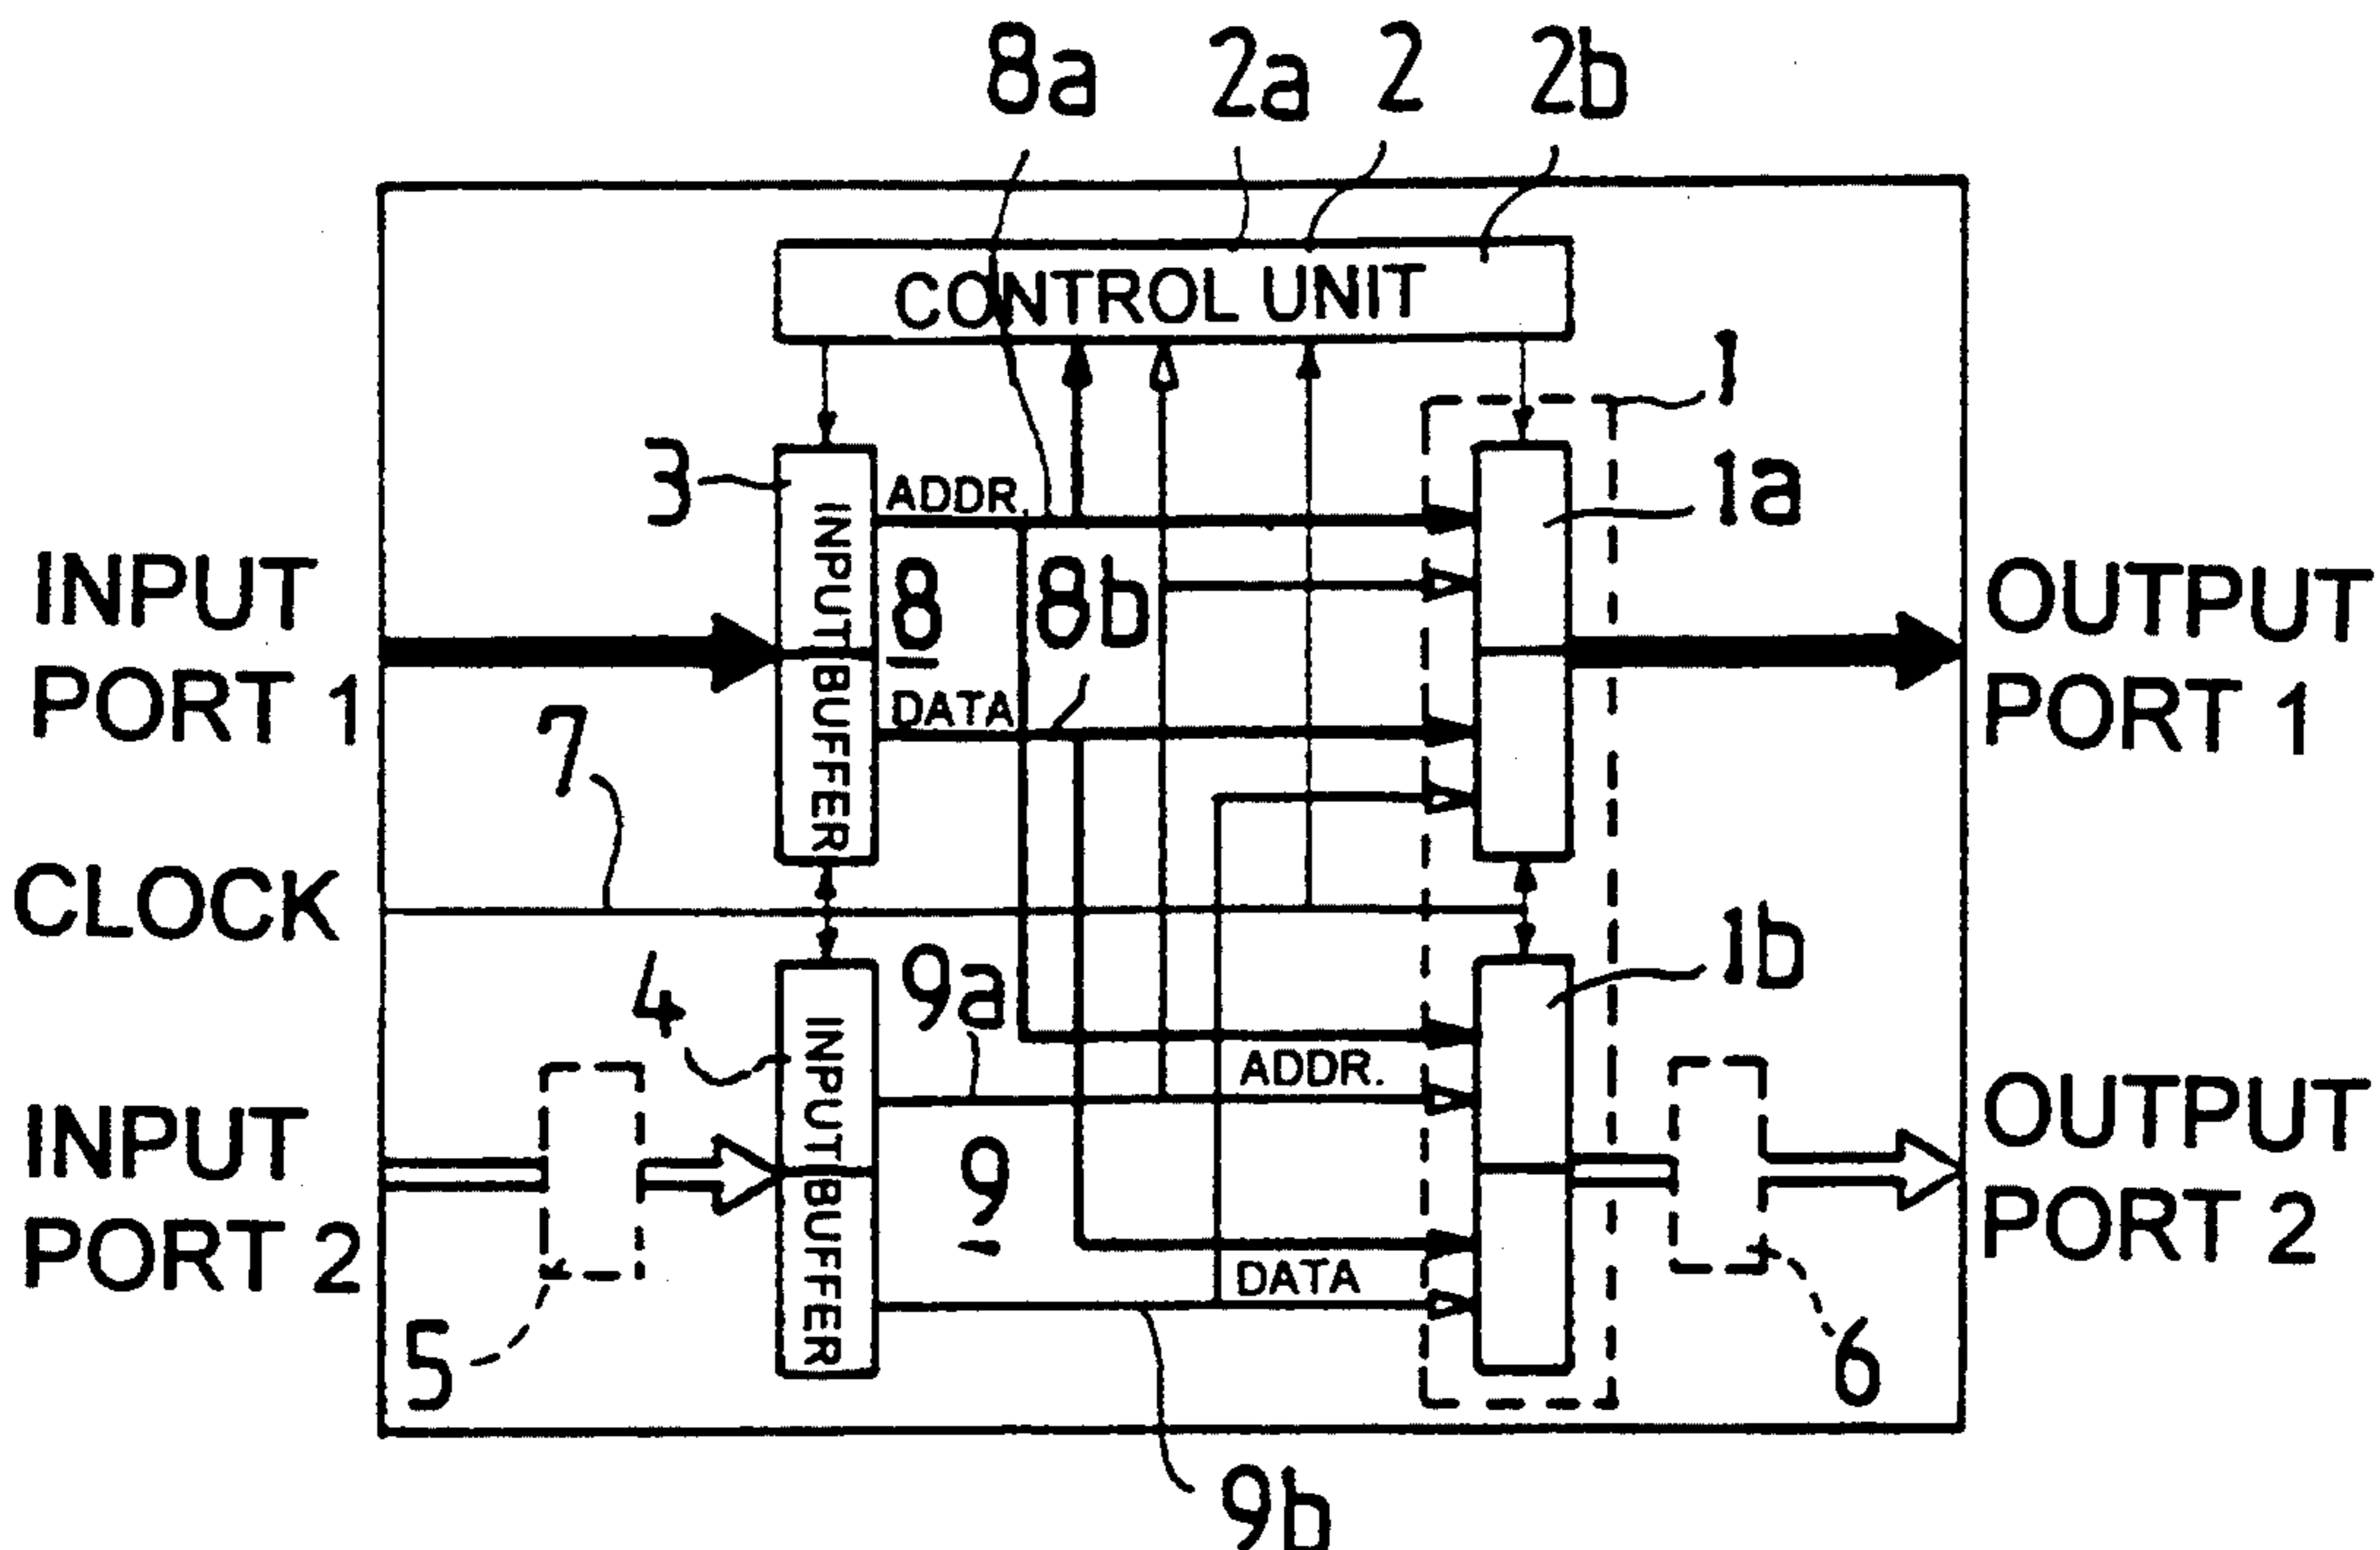 8a 2a 2 2b
CONTROL UNIT
1
3
ADDR.
1a
INPUT BUFFER
INPUT
PORT 1
8 8b
OUTPUT
PORT 1
DATA
7
CLOCK
1b
4
9a
INPUT BUFFER
ADDR.
INPUT
PORT 2
9
OUTPUT
PORT 2
DATA
5
6
9b